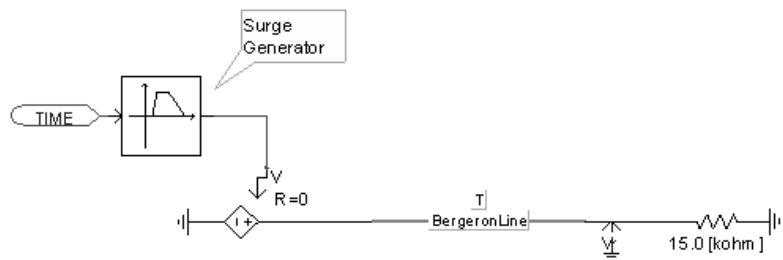 Surge
Generator
TIME
V
R=0
T
BergeronLine
Vt
15.0 [kohm ]